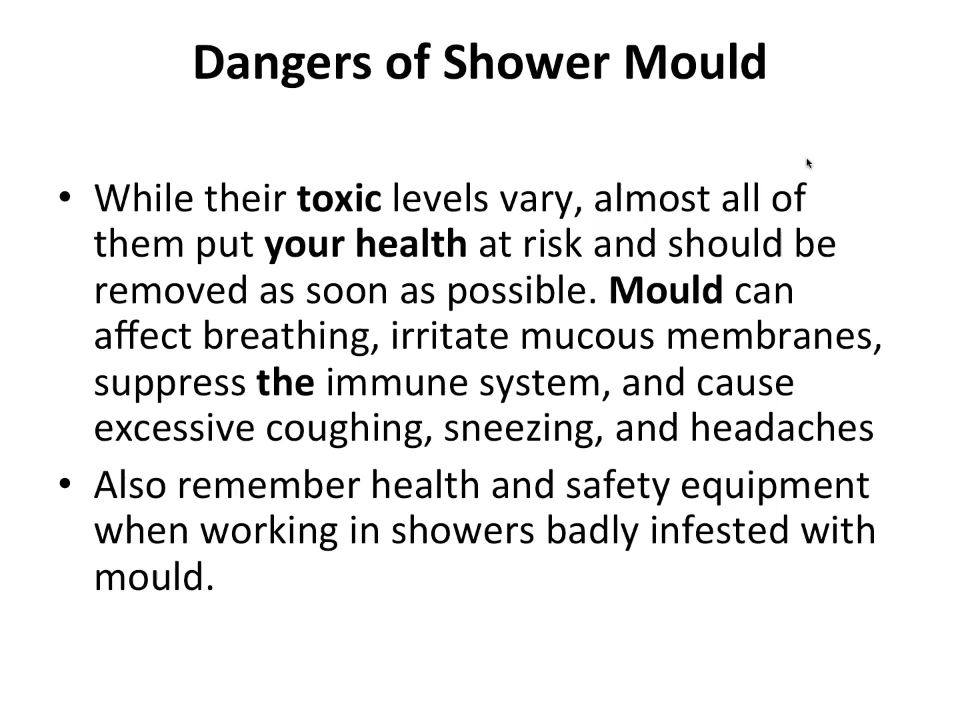 Dangers of Shower Mould
• While their toxic levels vary, almost all of
them put your health at risk and should be
removed as soon as possible. Mould can
affect breathing, irritate mucous membranes,
suppress the immune system, and cause
excessive coughing, sneezing, and headaches
• Also remember health and safety equipment
when working in showers badly infested with
mould.